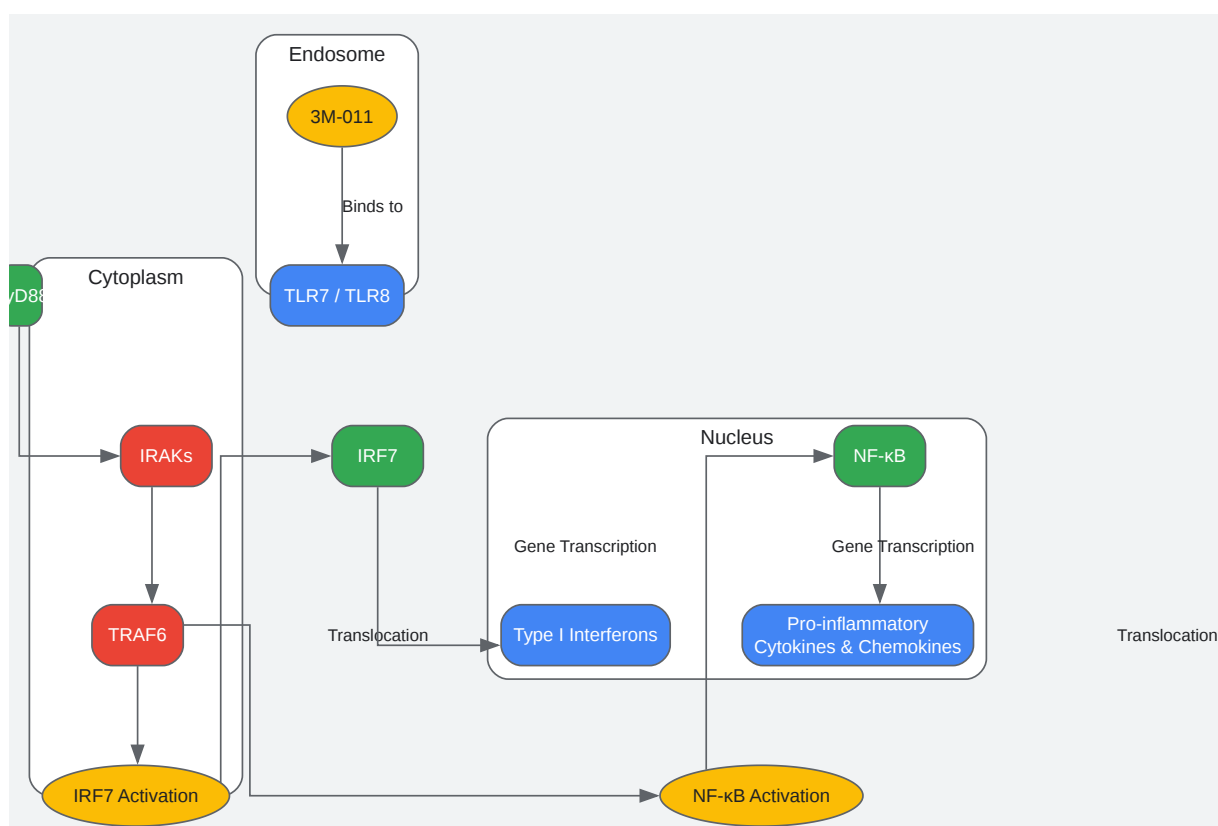 Endosome
3M-011
Binds to
Cytoplasm
yD88
TLR7 / TLR8
IRAKs
IRF7
Nucleus
NF-κB
Gene Transcription
Gene Transcription
TRAF6
Translocation
Type I Interferons
Pro-inflammatory
Cytokines & Chemokines
Translocation
IRF7 Activation
NF-κB Activation